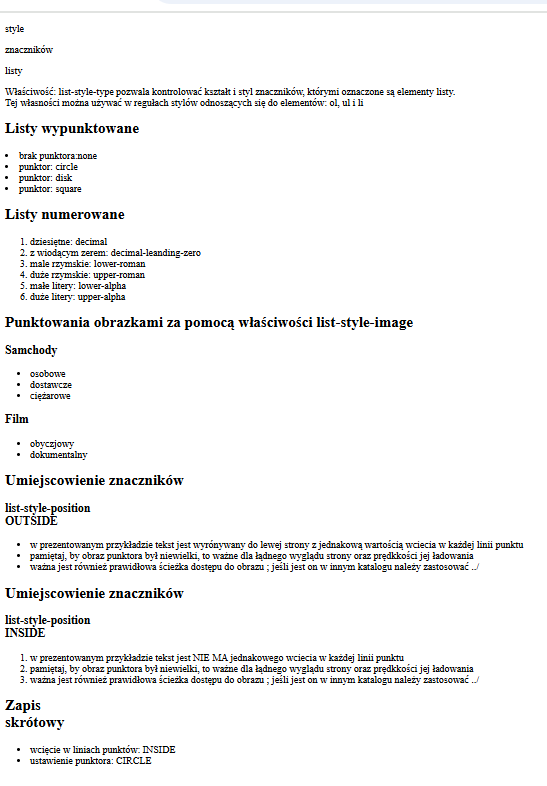 style
znaczników
listy
Właściwość: list-style-type pozwala kontrolować kształt i styl znaczników, którymi oznaczone są elementy listy.
Tej własności można używać w regułach stylów odnoszących się do elementów: ol, ul i li
Listy wypunktowane
• brak punktora:none
• punktor: circle
• punktor: disk
• punktor: square
Listy numerowane
1. dziesiętne: decimal
2. z wiodącym zerem: decimal-leanding-zero
3. male rzymskie: lower-roman
4. duże rzymskie: upper-roman
5. małe litery: lower-alpha
6. duże litery: upper-alpha
Punktowania obrazkami za pomocą właściwości list-style-image
Samchody
• osobowe
• dostawcze
• ciężarowe
Film
• obyczjowy
• dokumentalny
Umiejscowienie znaczników
list-style-position
OUTSIDE
• w prezentowanym przykładzie tekst jest wyrónywany do lewej strony z jednakową wartością wciecia w każdej linii punktu
• pamiętaj, by obraz punktora był niewielki, to ważne dla łądnego wyglądu strony oraz prędkkości jej ładowania
• ważna jest również prawidłowa ścieżka dostępu do obrazu ; jeśli jest on w innym katalogu należy zastosować ../
Umiejscowienie znaczników
list-style-position
INSIDE
1. w prezentowanym przykładzie tekst jest NIE MA jednakowego wciecia w każdej linii punktu
2. pamiętaj, by obraz punktora był niewielki, to ważne dla łądnego wyglądu strony oraz prędkkości jej ładowania
3. ważna jest również prawidłowa ścieżka dostępu do obrazu ; jeśli jest on w innym katalogu należy zastosować ../
Zapis
skrótowy
• wcięcie w liniach punktów: INSIDE
• ustawienie punktora: CIRCLE